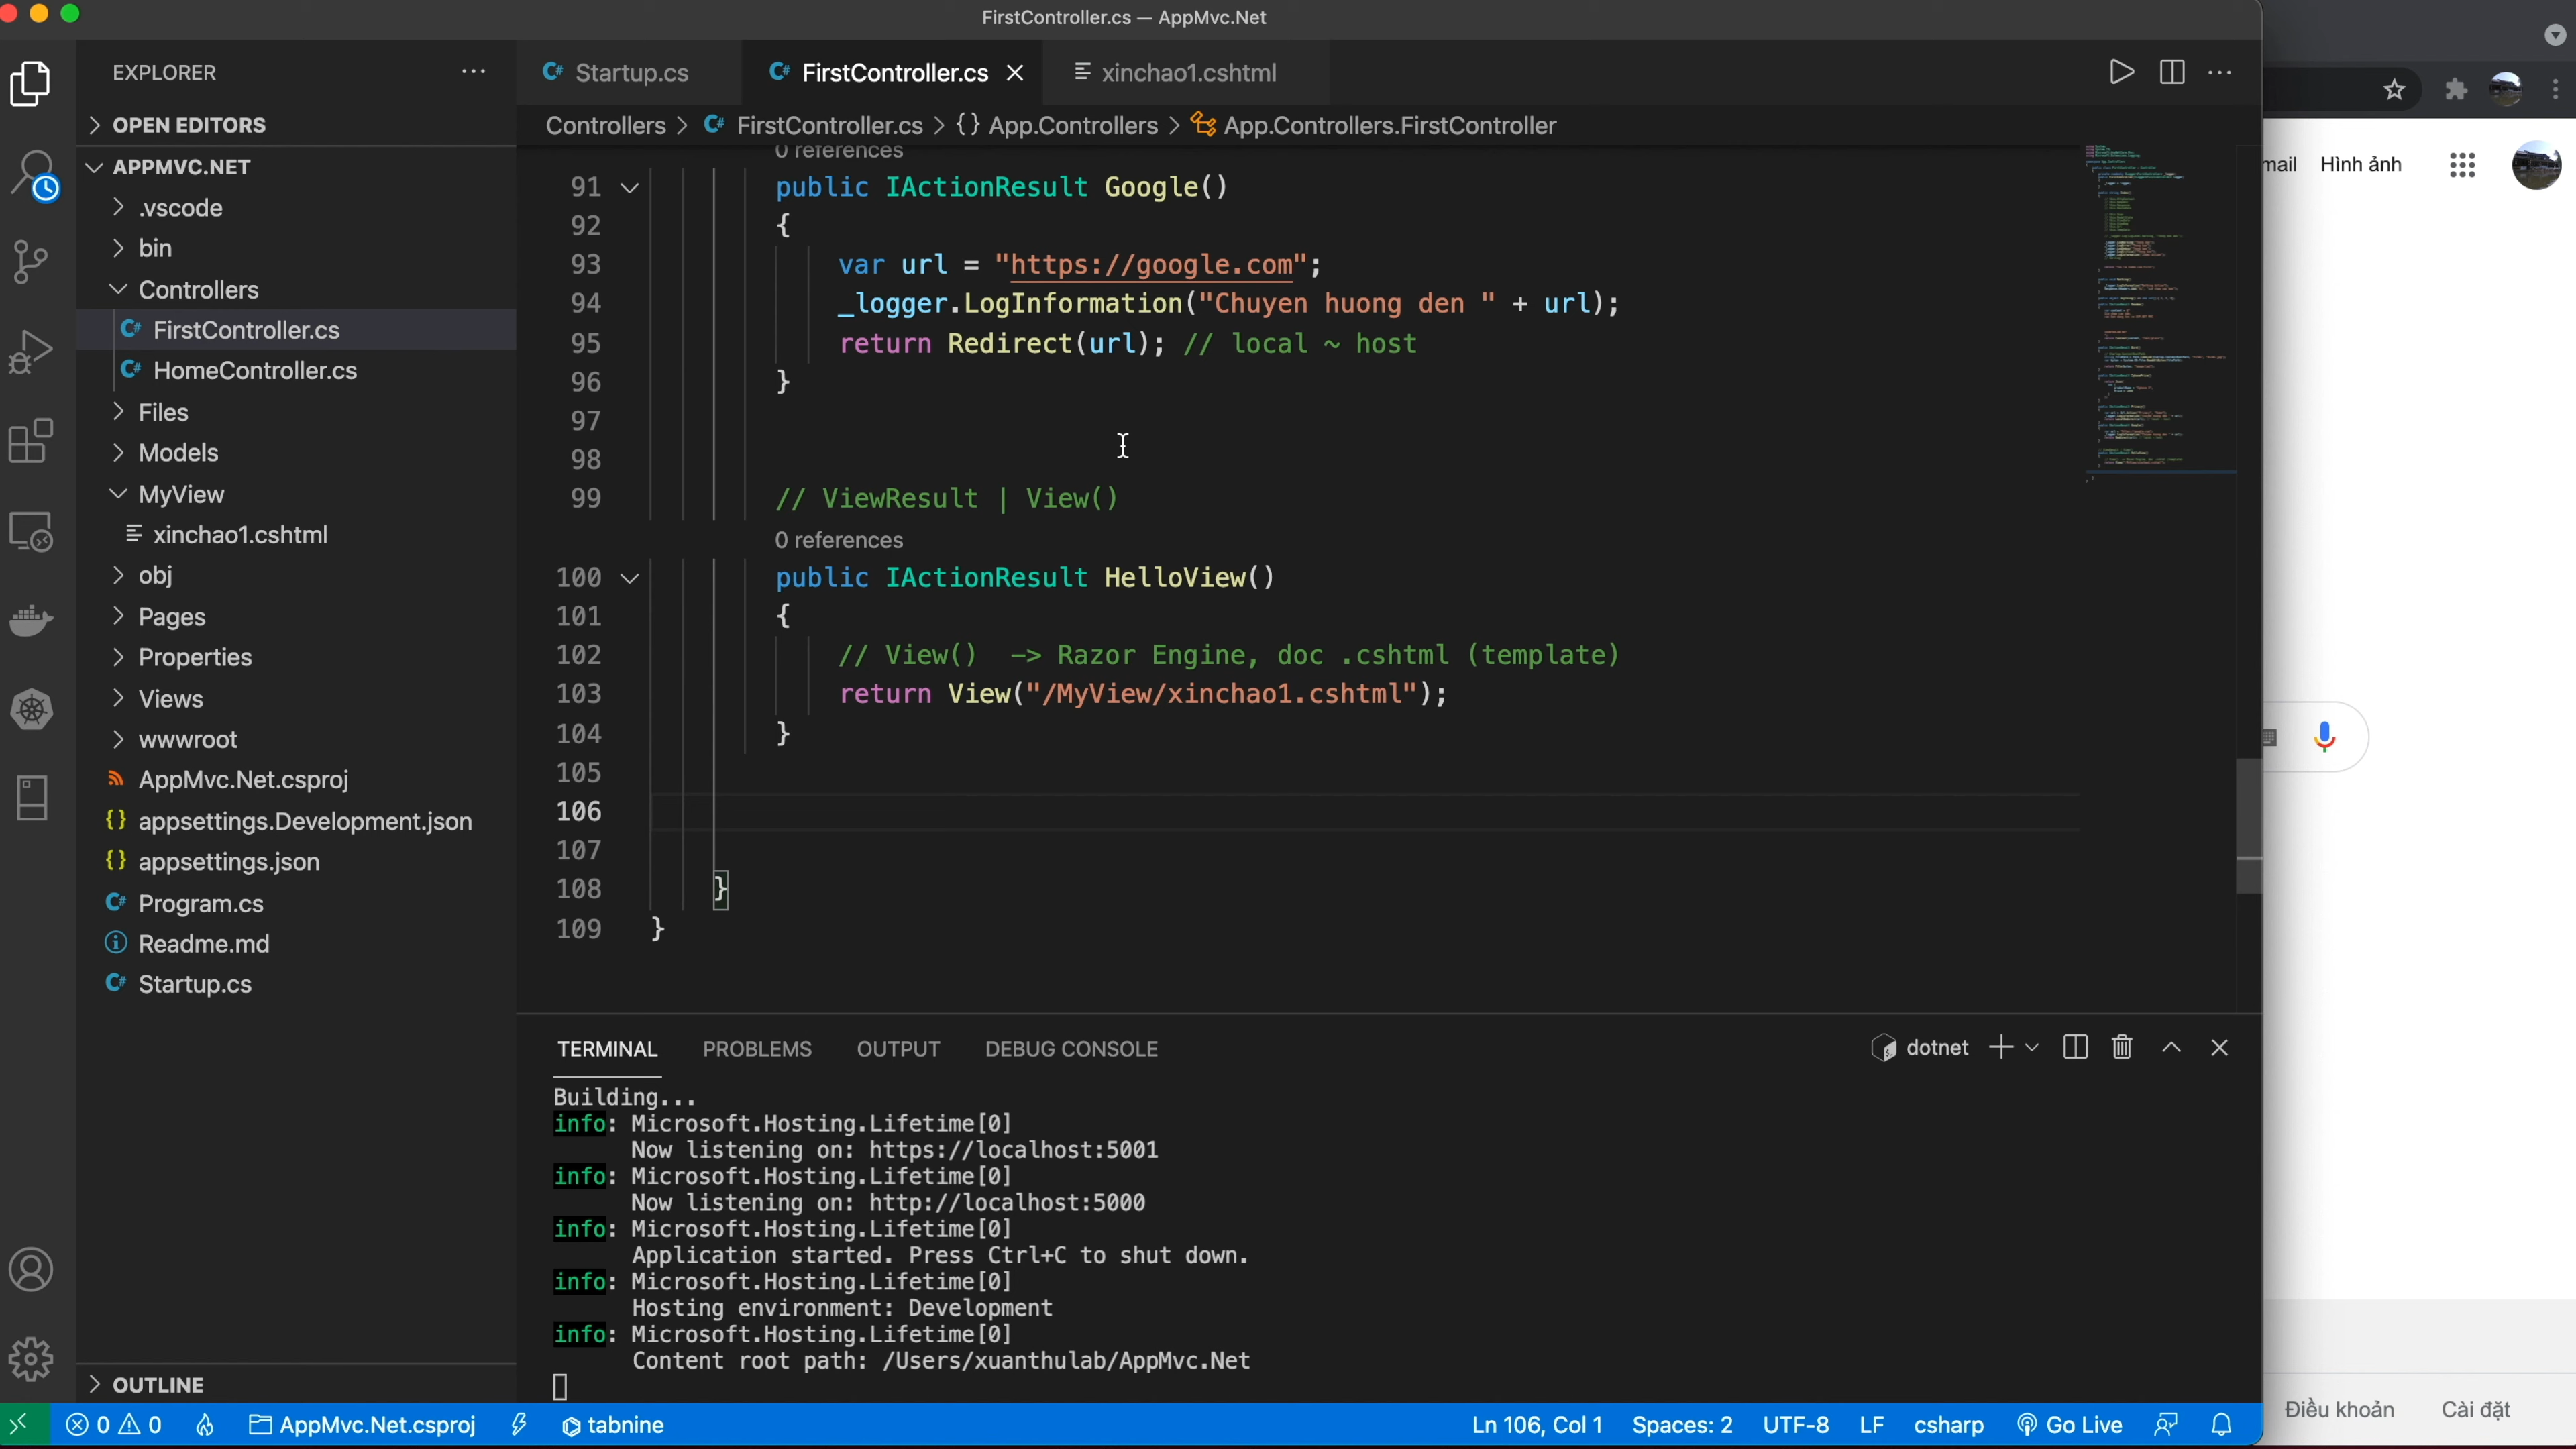 FirstController.cs — AppMvc.Net
EXPLORER
OPEN EDITORS
APPMVC.NET
.vscode
bin
Controllers
FirstController.cs
HomeController.cs
Files
Models
MyView
xinchao1.cshtml
obj
Pages
Properties
Views
wwwroot
AppMvc.Net.csproj
appsettings.Development.json
appsettings.json
Program.cs
Readme.md
Startup.cs
OUTLINE
Startup.cs
FirstController.cs
xinchao1.cshtml
Controllers > FirstController.cs > {} App.Controllers > App.Controllers.FirstController
0 references
91 public IActionResult Google()
92 {
93 var url = "https://google.com";
94 _logger.LogInformation("Chuyen huong den " + url);
95 return Redirect(url); // local ~ host
96 }
97
98
99 // ViewResult | View()
0 references
100 public IActionResult HelloView()
101 {
102 // View()  -> Razor Engine, doc .cshtml (template)
103 return View("/MyView/xinchao1.cshtml");
104 }
105
106
107
108 }
109 }
TERMINAL PROBLEMS OUTPUT DEBUG CONSOLE
dotnet
Building...
info: Microsoft.Hosting.Lifetime[0]
Now listening on: https://localhost:5001
info: Microsoft.Hosting.Lifetime[0]
Now listening on: http://localhost:5000
info: Microsoft.Hosting.Lifetime[0]
Application started. Press Ctrl+C to shut down.
info: Microsoft.Hosting.Lifetime[0]
Hosting environment: Development
info: Microsoft.Hosting.Lifetime[0]
Content root path: /Users/xuanthulab/AppMvc.Net
0 0 AppMvc.Net.csproj tabnine
Ln 106, Col 1 Spaces: 2 UTF-8 LF csharp Go Live
mail Hình ảnh
Điều khoản Cài đặt